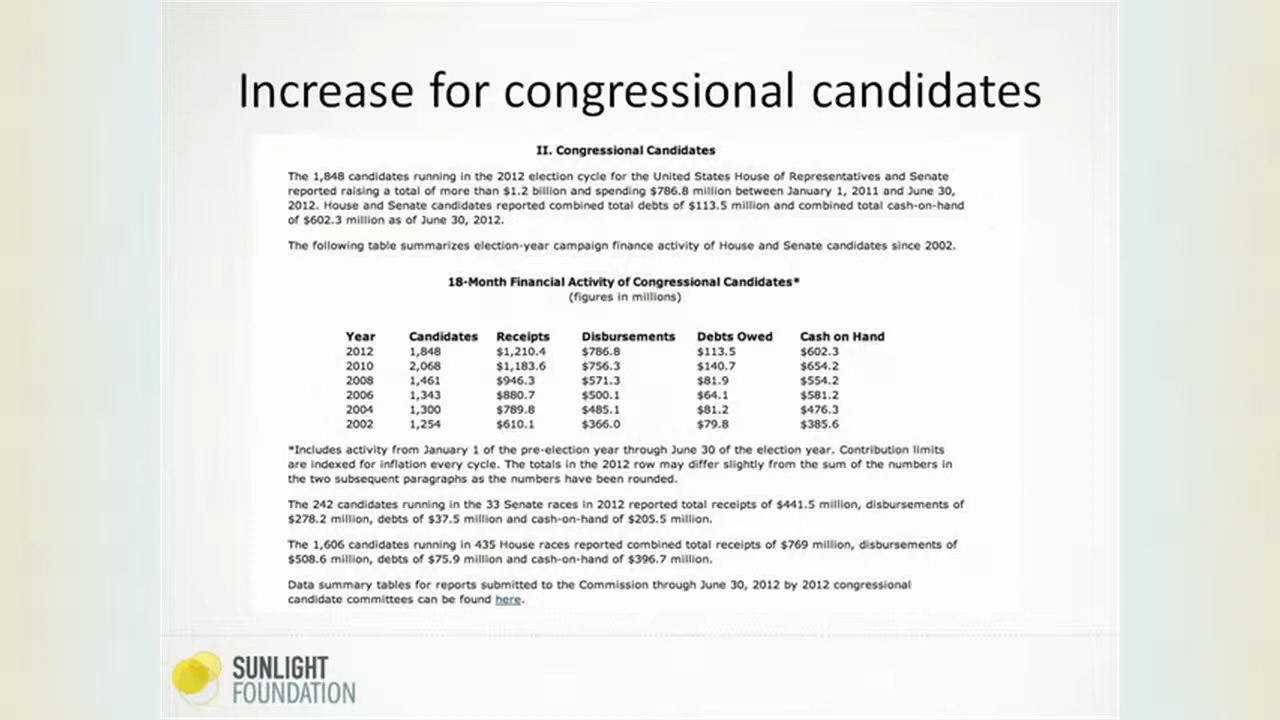 Increase for congressional candidates
II. Congressional Candidates
The 1,848 candidates running in the 2012 election cycle for the United States House of Representatives and Senate
reported raising a total of more than $1.2 billion and spending $786.8 million between January 1, 2011 and June 30,
2012. House and Senate candidates reported combined total debts of $113.5 million and combined total cash-on-hand
of $602.3 million as of June 30, 2012.
The following table summarizes election-year campaign finance activity of House and Senate candidates since 2002.
18-Month Financial Activity of Congressional Candidates*
(figures in millions)
Year Candidates Receipts Disbursements Debts Owed Cash on Hand
2012 1,848 $1,210.4 $786.8 $113.5 $602.3
2010 2,068 $1,183.6 $756.3 $140.7 $654.2
2008 1,461 $946.3 $571.3 $81.9 $554.2
2006 1,343 $880.7 $500.1 $64.1 $581.2
2004 1,300 $789.8 $485.1 $81.2 $476.3
2002 1,254 $610.1 $366.0 $79.8 $385.6
*Includes activity from January 1 of the pre-election year through June 30 of the election year. Contribution limits
are indexed for inflation every cycle. The totals in the 2012 row may differ slightly from the sum of the numbers in
the two subsequent paragraphs as the numbers have been rounded.
The 242 candidates running in the 33 Senate races in 2012 reported total receipts of $441.5 million, disbursements of
$278.2 million, debts of $37.5 million and cash-on-hand of $205.5 million.
The 1,606 candidates running in 435 House races reported combined total receipts of $769 million, disbursements of
$508.6 million, debts of $75.9 million and cash-on-hand of $396.7 million.
Data summary tables for reports submitted to the Commission through June 30, 2012 by 2012 congressional
candidate committees can be found here.
SUNLIGHT
FOUNDATION